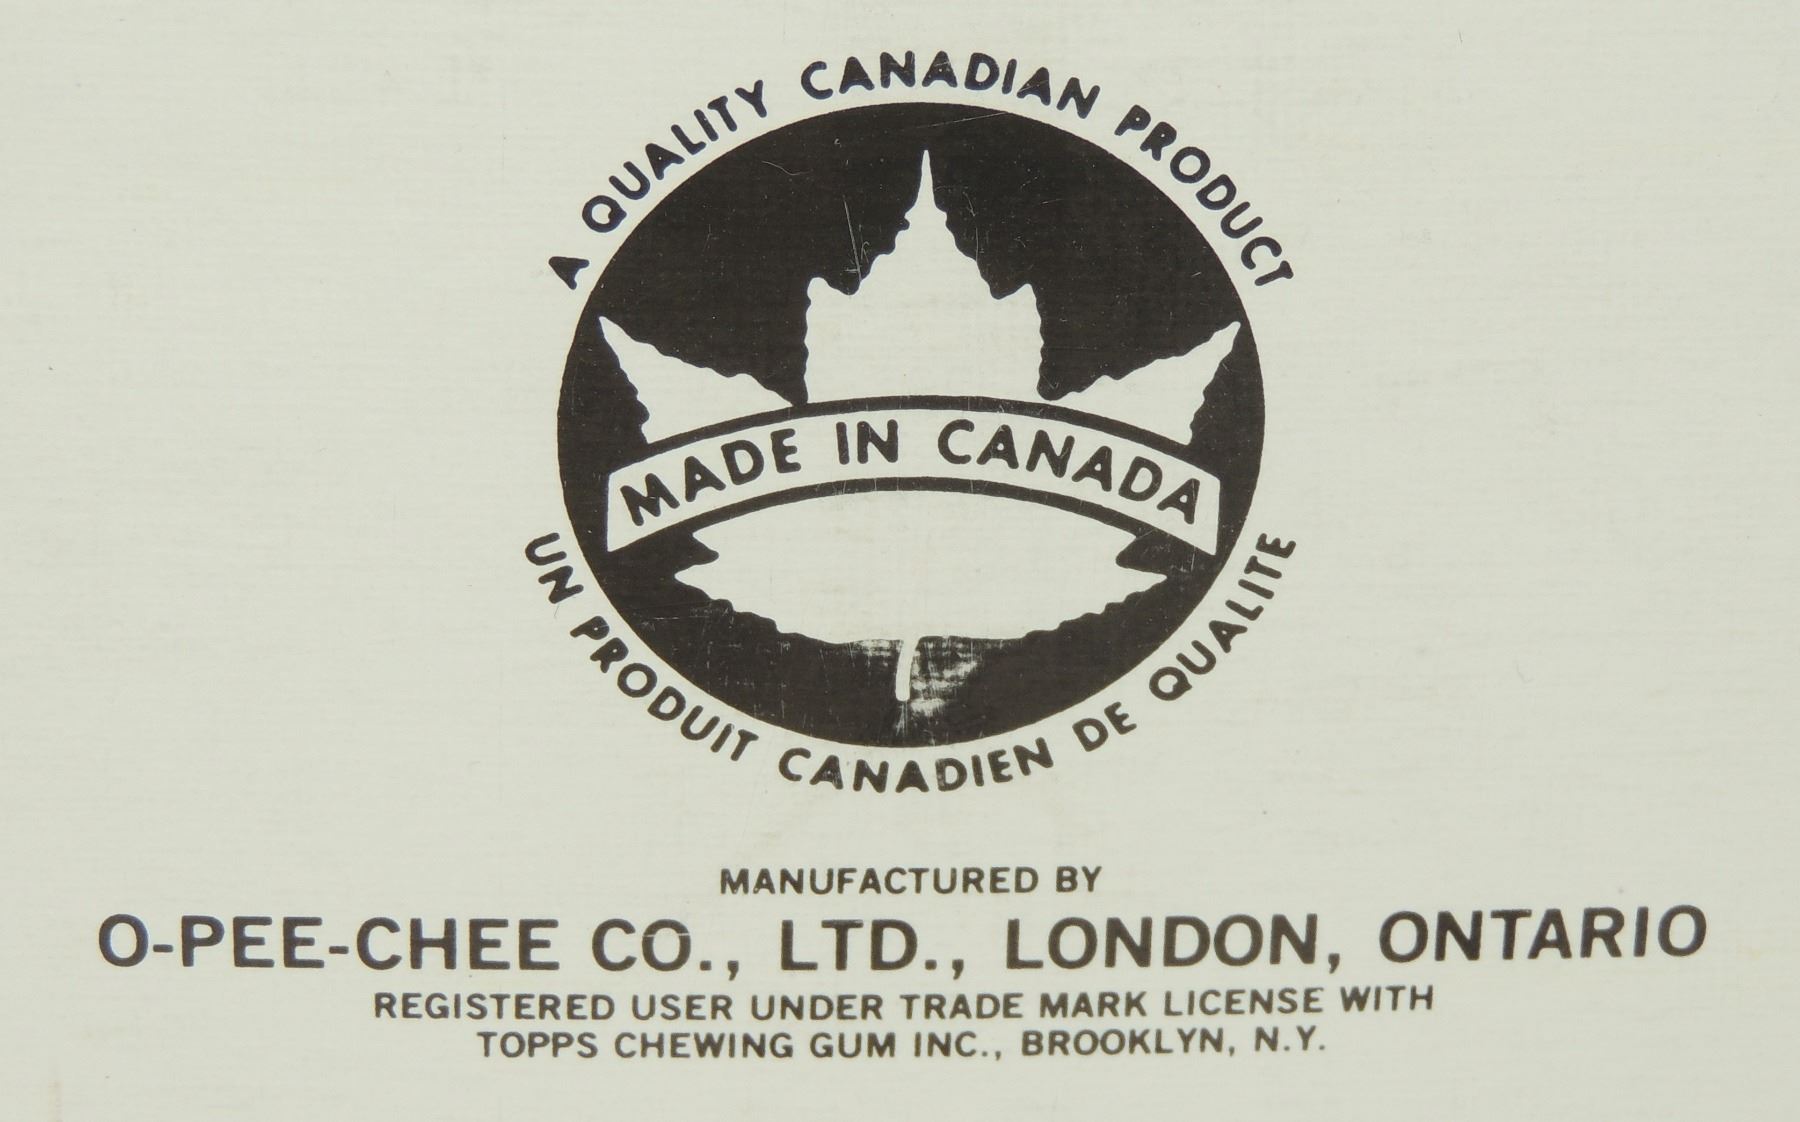 A QUALITY CANADIAN PRODUCT
MADE IN CANADA
UN PRODUIT CANADIEN DE QUALITE
MANUFACTURED BY
O-PEE-CHEE CO., LTD., LONDON, ONTARIO
REGISTERED USER UNDER TRADE MARK LICENSE WITH
TOPPS CHEWING GUM INC., BROOKLYN, N.Y.